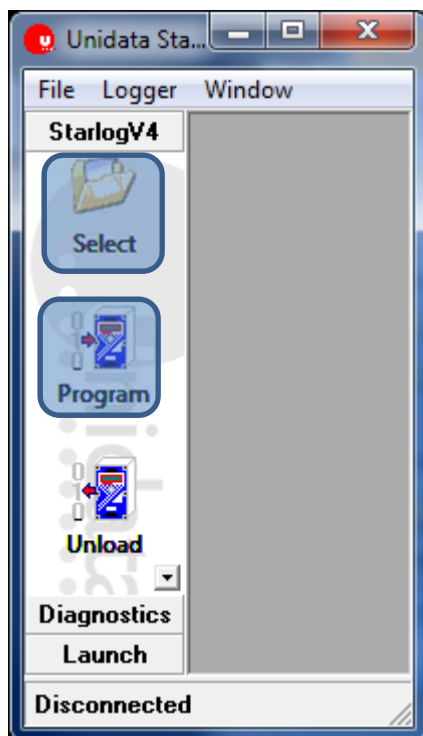 Unidata Sta...
File Logger Window
StarlogV4
Select
Program
Unload
Diagnostics
Launch
Disconnected